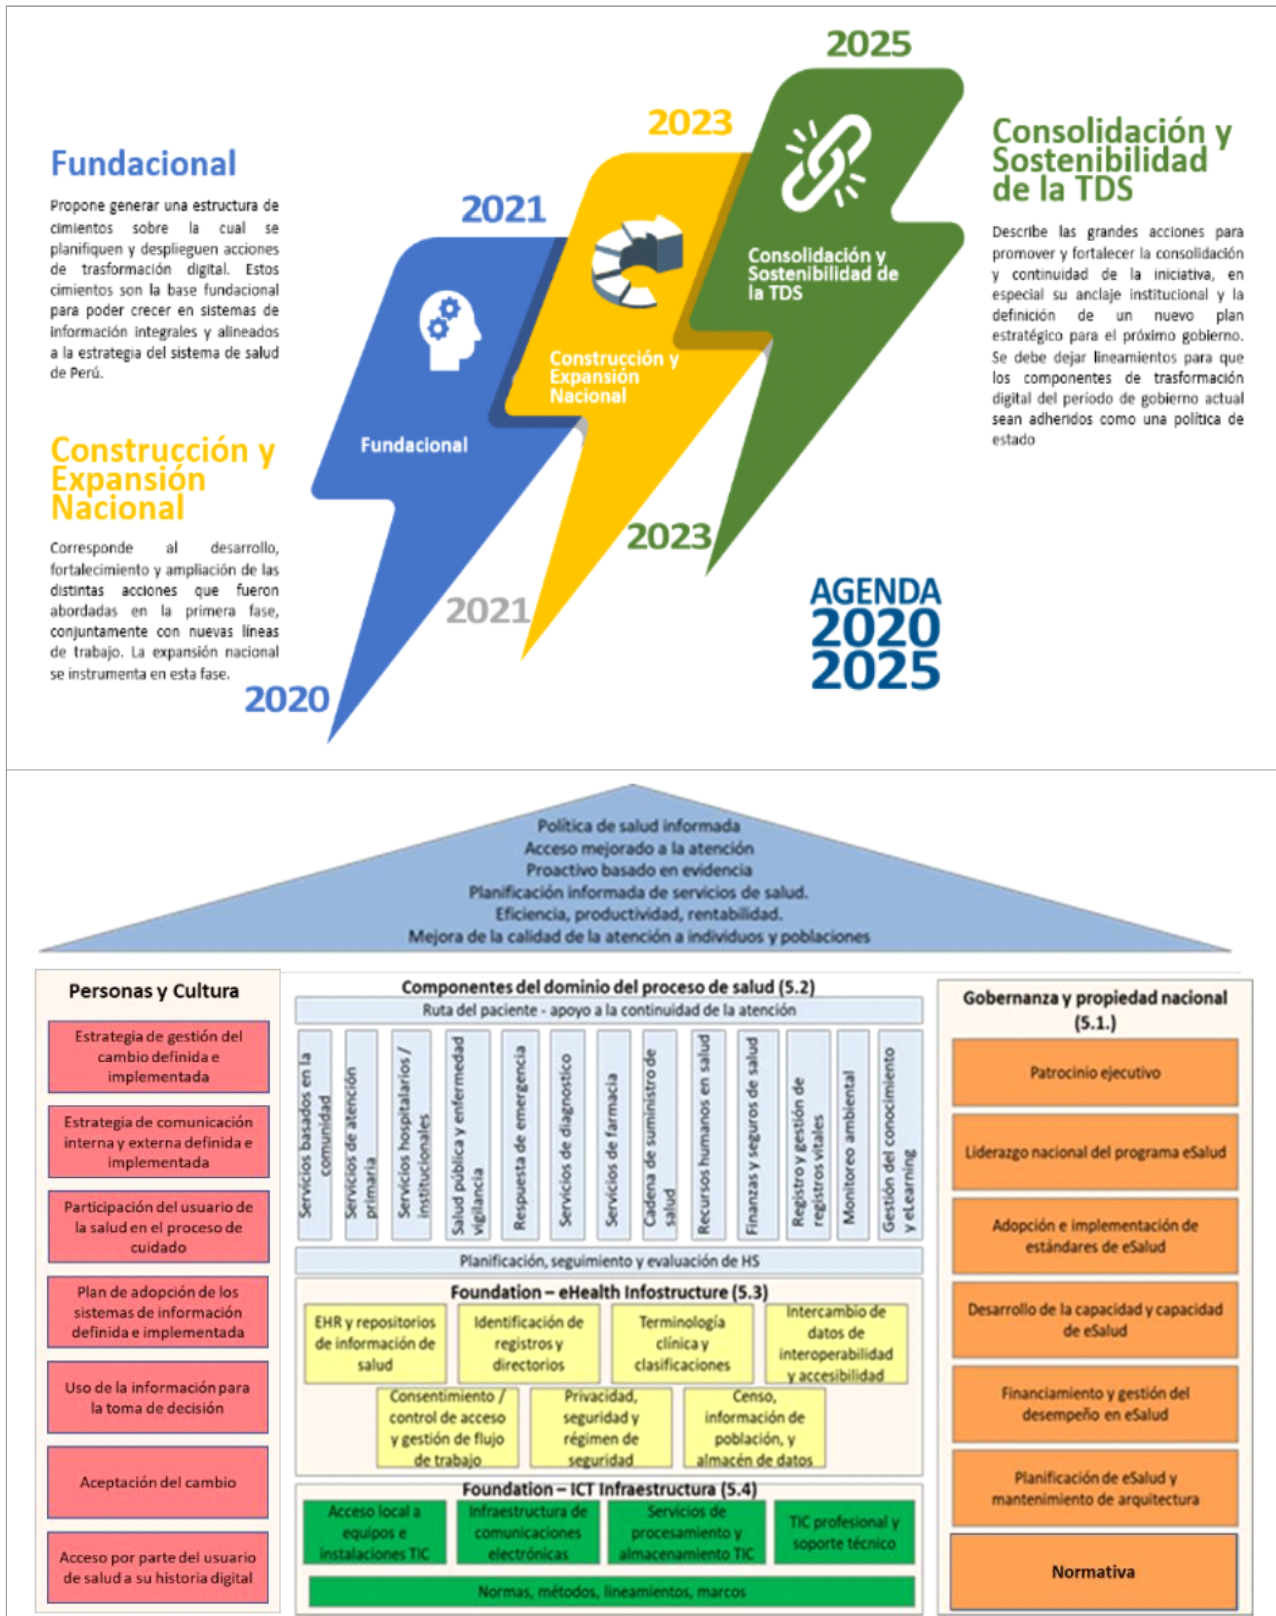 2025
2023
Consolidación y
Sostenibilidad
de la TDS
Fundacional
2021
Propone generar una estructura de
cimientos sobre la cual se
planifiquen y desplieguen acciones
de trasformación digital. Estos
cimientos son la base fundacional
para poder crecer en sistemas de
información integrales y alineados
a la estrategia del sistema de salud
de Perú.
Describe las grandes acciones para
promover y fortalecer la consolidación
y continuidad de la iniciativa, en
especial su anclaje institucional y la
definición de un nuevo plan
estratégico para el próximo gobierno.
Se debe dejar lineamientos para que
los componentes de trasformación
digital del período de gobierno actual
sean adheridos como una política de
estado
Consolidación y
Sostenibilidad de
la TDS
Construcción y
Expansión
Nacional
Fundacional
Construcción y
Expansión
Nacional
Corresponde al desarrollo,
fortalecimiento y ampliación de las
distintas acciones que fueron
abordadas en la primera fase,
conjuntamente con nuevas líneas
de trabajo. La expansión nacional
se instrumenta en esta fase.
2023
2021
2020
AGENDA
2020
2025
Política de salud informada
Acceso mejorado a la atención
Proactivo basado en evidencia
Planificación informada de servicios de salud.
Eficiencia, productividad, rentabilidad.
Mejora de la calidad de la atención a individuos y poblaciones
Personas y Cultura
Estrategia de gestión del
cambio definida e
implementada
Estrategia de comunicación
interna y externa definida e
implementada
Participación del usuario de
la salud en el proceso de
cuidado
Plan de adopción de los
sistemas de información
definida e implementada
Uso de la información para
la toma de decisión
Aceptación del cambio
Acceso por parte del usuario
de salud a su historia digital
Componentes del dominio del proceso de salud (5.2)
Ruta del paciente - apoyo a la continuidad de la atención
Servicios basados en la
comunidad
Servicios de atención
primaria
Servicios hospitalarios /
institucionales
Salud pública y enfermedad
vigilancia
Respuesta de emergencia
Servicios de diagnostico
Servicios de farmacia
Cadena de suministro de
salud
Recursos humanos en salud
Finanzas y seguros de salud
Registro y gestión de
registros vitales
Monitoreo ambiental
Gestión del conocimiento
y eLearning
Planificación, seguimiento y evaluación de HS
Foundation – eHealth Infostructure (5.3)
EHR y repositorios
de información de
salud
Identificación de
registros y
directorios
Terminología
clínica y
clasificaciones
Intercambio de
datos de
interoperabilidad
y accesibilidad
Consentimiento /
control de acceso
y gestión de flujo
de trabajo
Privacidad,
seguridad y
régimen de
seguridad
Censo,
información de
población, y
almacén de datos
Foundation – ICT Infraestructura (5.4)
Acceso local a
equipos e
instalaciones TIC
Infraestructura de
comunicaciones
electrónicas
Servicios de
procesamiento y
almacenamiento TIC
TIC profesional y
soporte técnico
Normas, métodos, lineamientos, marcos
Gobernanza y propiedad nacional
(5.1.)
Patrocinio ejecutivo
Liderazgo nacional del programa eSalud
Adopción e implementación de
estándares de eSalud
Desarrollo de la capacidad y capacidad
de eSalud
Financiamiento y gestión del
desempeño en eSalud
Planificación de eSalud y
mantenimiento de arquitectura
Normativa